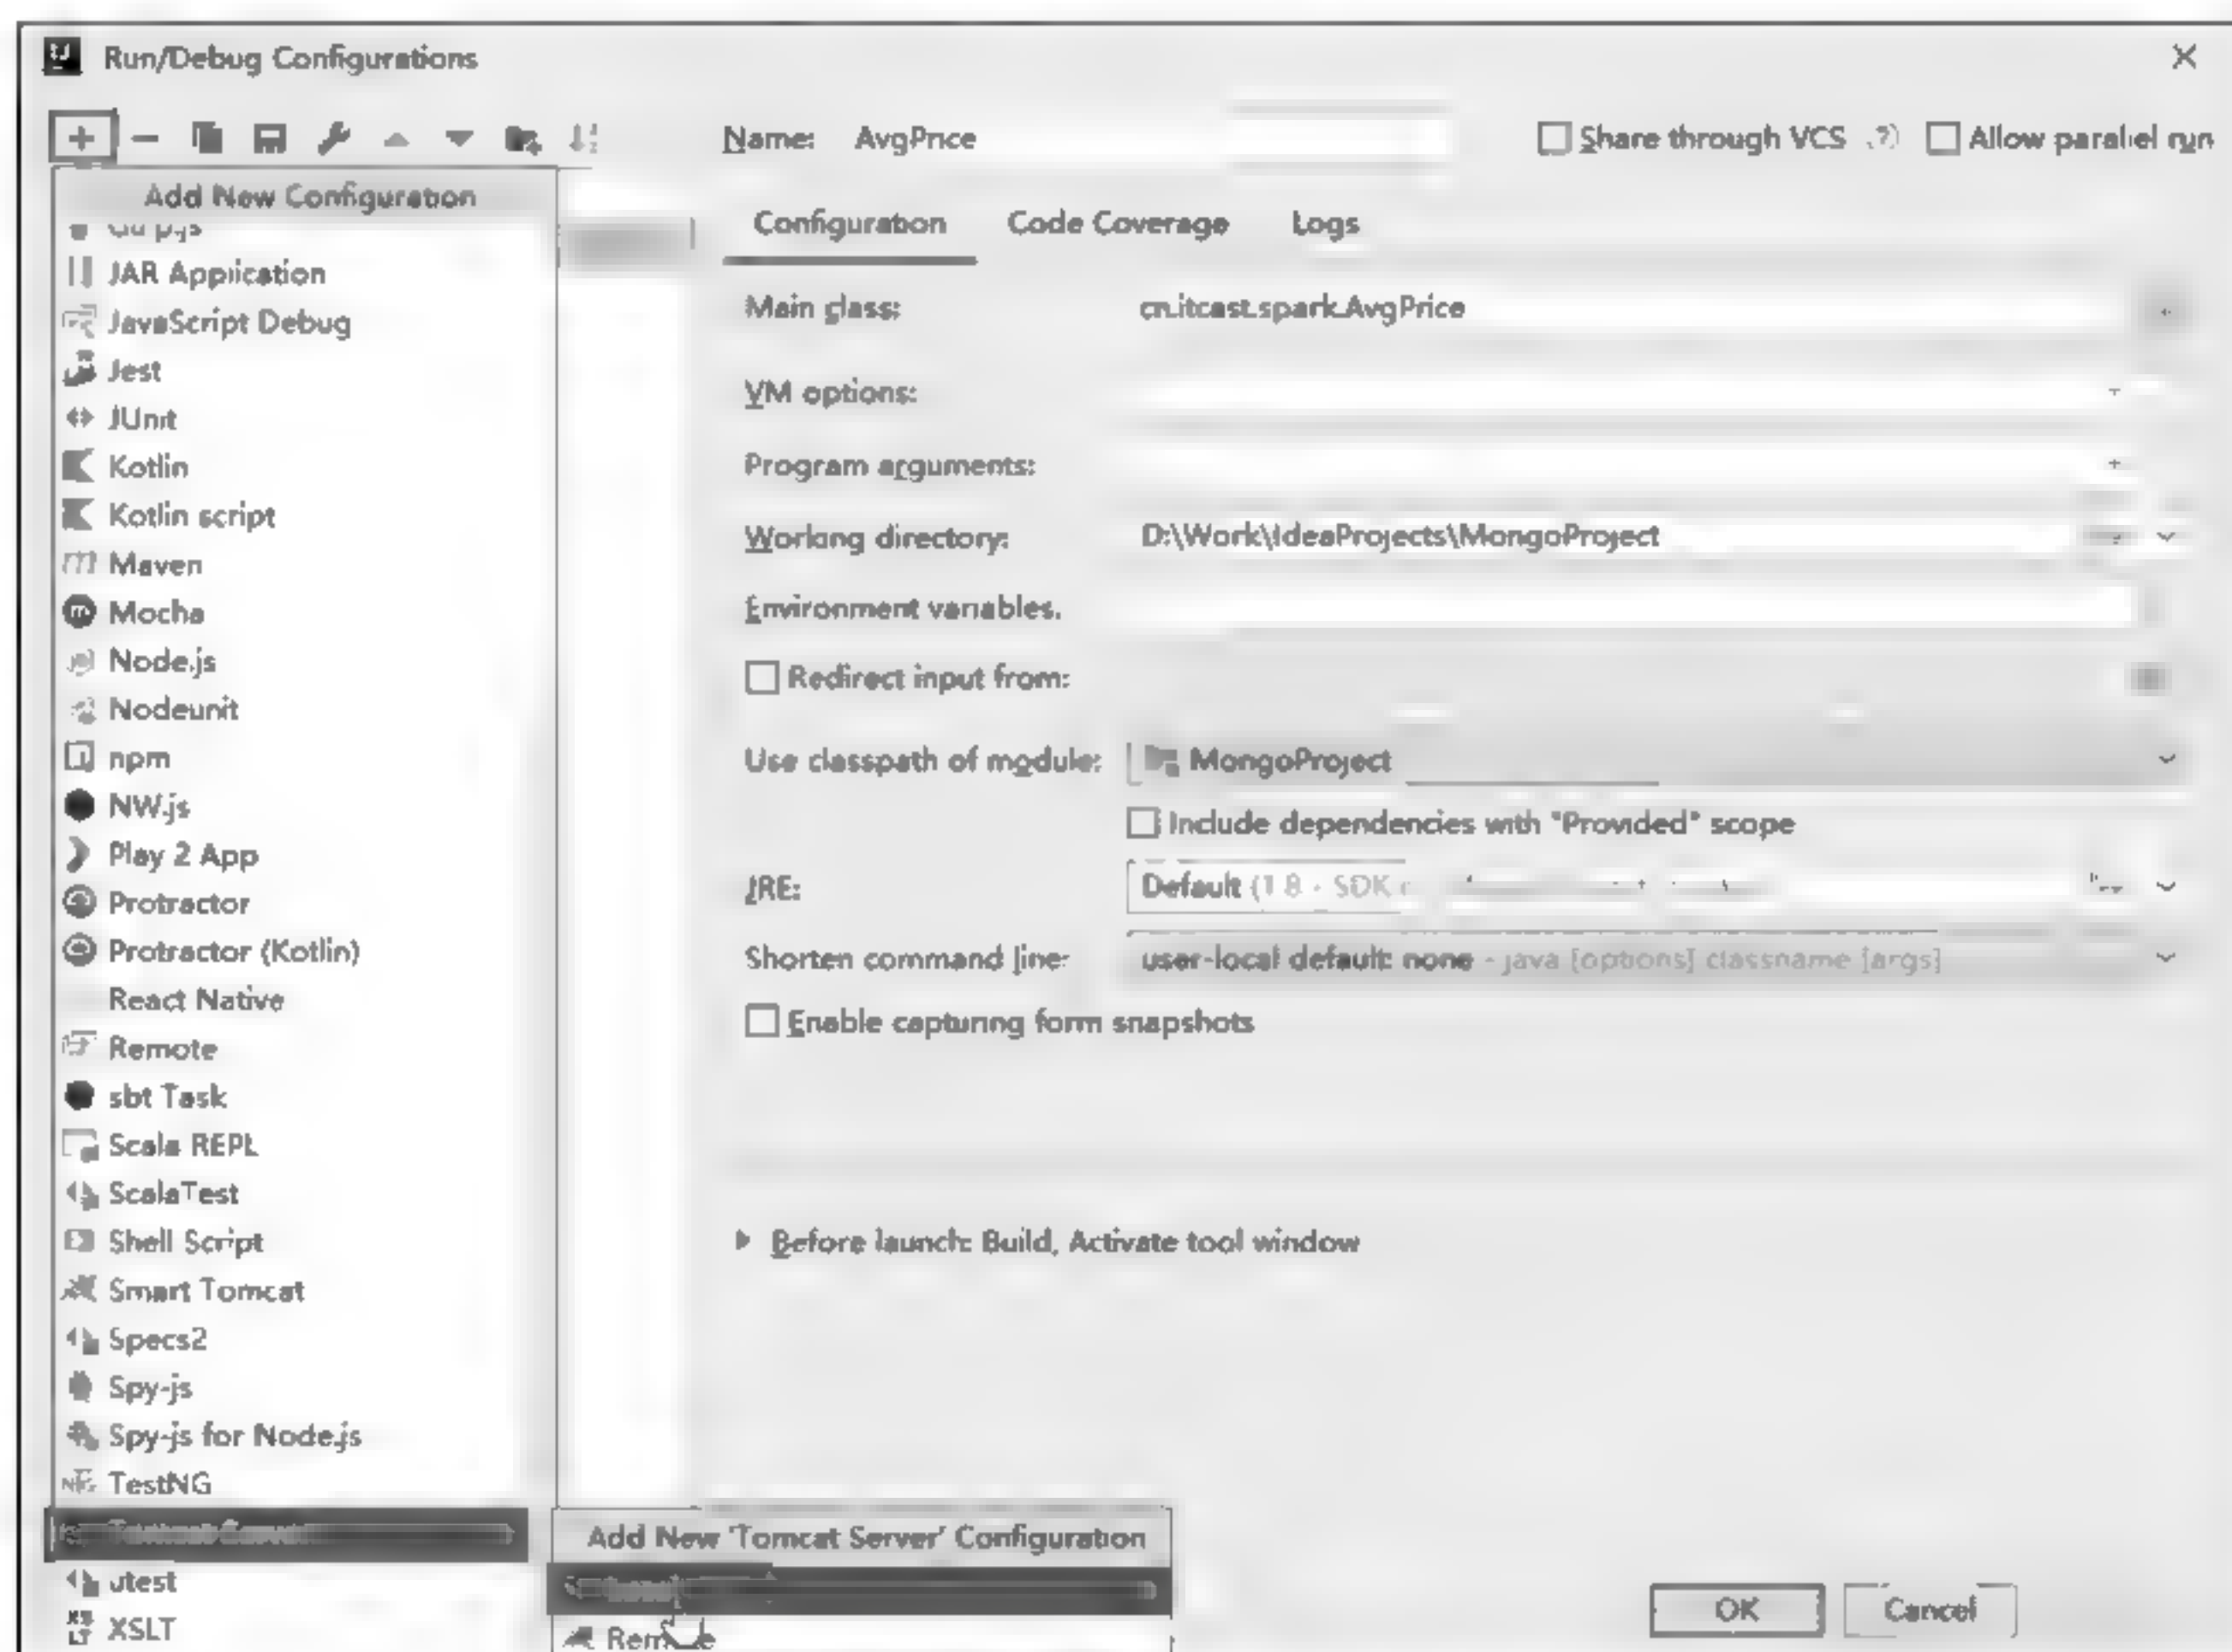 Run/Debug Configurations
Name: AvgPrice
Share through VCS
Allow parallel run
Add New Configuration
JAR Application
JavaScript Debug
Jest
JUnit
Kotlin
Kotlin script
Maven
Mocha
Node.js
Nodeunit
npm
NW.js
Play 2 App
Protractor
Protractor (Kotlin)
React Native
Remote
sbt Task
Scala REPL
ScalaTest
Shell Script
Smart Tomcat
Specs2
Spy-js
Spy-js for Node.js
TestNG
utest
XSLT
Configuration Code Coverage Logs
Main class: cn.itcast.spark.AvgPrice
VM options:
Program arguments:
Working directory: D:\Work\IdeaProjects\MongoProject
Environment variables:
Redirect input from:
Use classpath of module: MongoProject
Include dependencies with "Provided" scope
JRE: Default (1.8 - SDK
Shorten command line: user-local default: none - java [options] classname [args]
Enable capturing form snapshots
Before launch: Build, Activate tool window
Add New 'Tomcat Server' Configuration
OK
Cancel